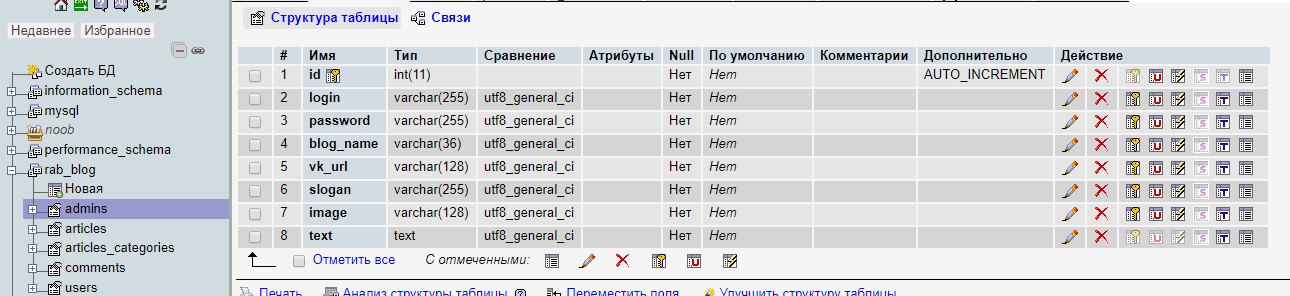 Недавнее Избранное
Создать БД
information_schema
mysql
noob
performance_schema
rab_blog
Новая
admins
articles
articles_categories
comments
users
Структура таблицы Связи
# Имя Тип Сравнение Атрибуты Null По умолчанию Комментарии Дополнительно Действие
1 id int(11) Нет Нет AUTO_INCREMENT
2 login varchar(255) utf8_general_ci Нет Нет
3 password varchar(255) utf8_general_ci Нет Нет
4 blog_name varchar(36) utf8_general_ci Нет Нет
5 vk_url varchar(128) utf8_general_ci Нет Нет
6 slogan varchar(255) utf8_general_ci Нет Нет
7 image varchar(128) utf8_general_ci Нет Нет
8 text text utf8_general_ci Нет Нет
Отметить все С отмеченными:
Печать Анализ структуры таблицы Переместить поля Улучшить структуру таблицы